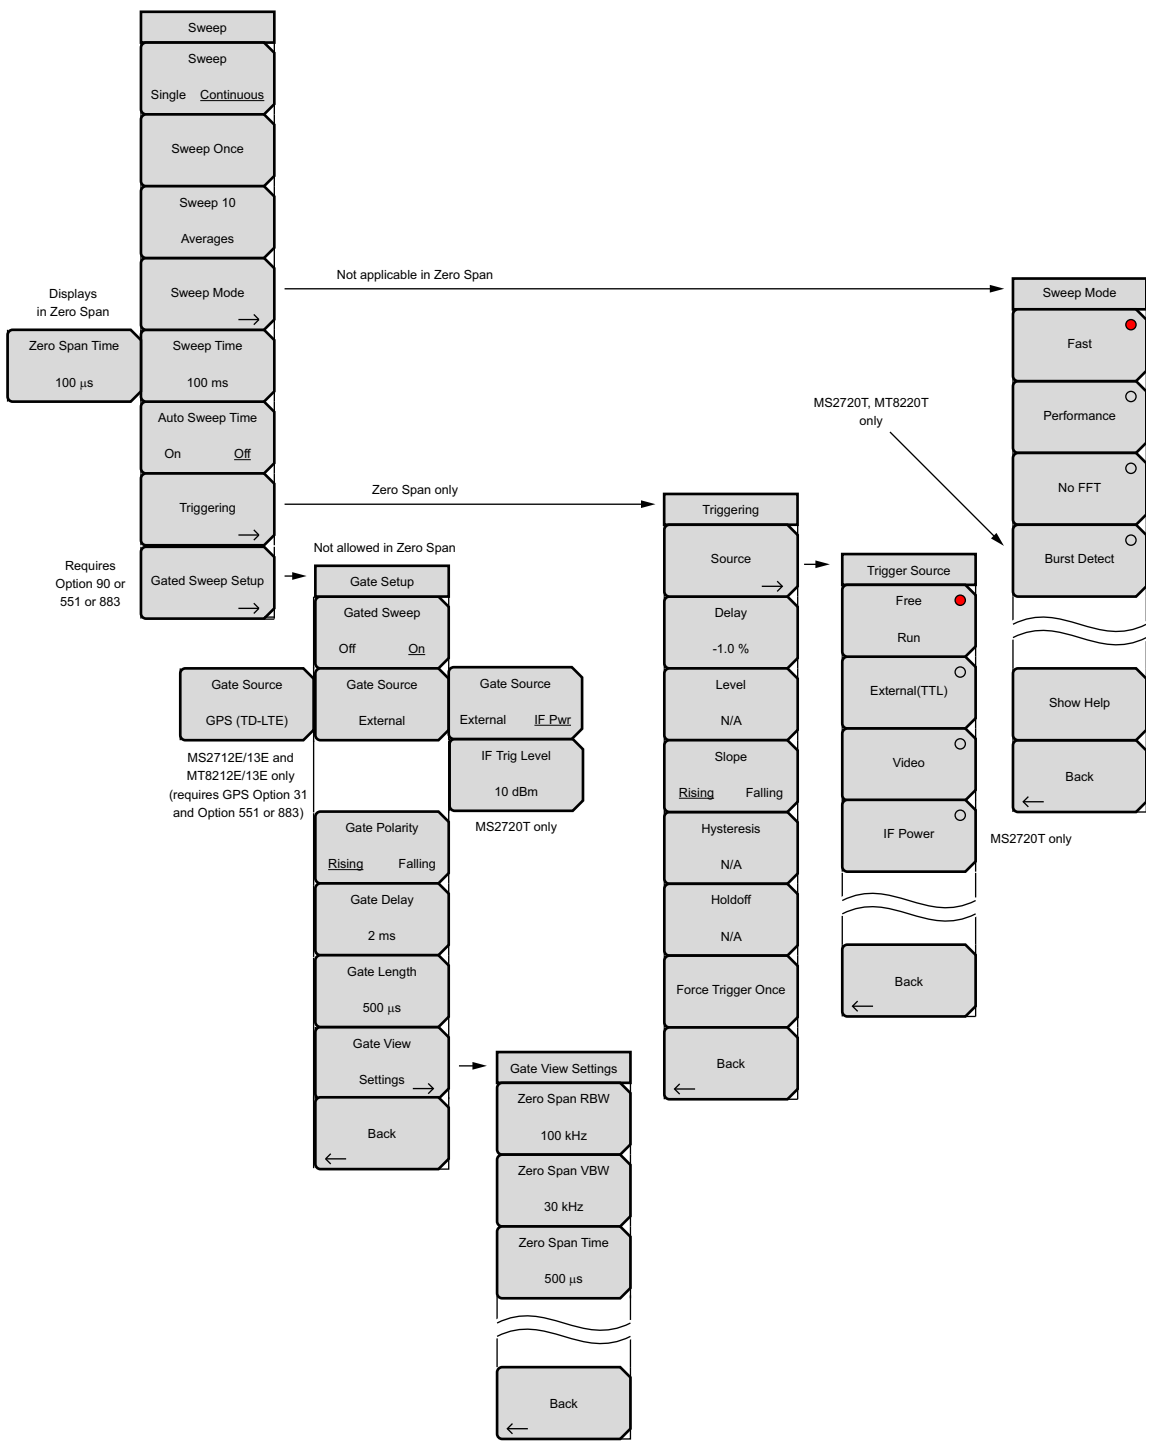 Sweep
Sweep
Single Continuous
Sweep Once
Sweep 10
Averages
Sweep Mode
Not applicable in Zero Span
Displays
in Zero Span
Zero Span Time
100 μs
Sweep Time
100 ms
Auto Sweep Time
On Off
Triggering
Zero Span only
Requires
Option 90 or
551 or 883
Gated Sweep Setup
Not allowed in Zero Span
Gate Setup
Gated Sweep
Off On
Gate Source
GPS (TD-LTE)
MS2712E/13E and
MT8212E/13E only
(requires GPS Option 31
and Option 551 or 883)
Gate Source
External
Gate Source
External IF Pwr
IF Trig Level
10 dBm
MS2720T only
Gate Polarity
Rising Falling
Gate Delay
2 ms
Gate Length
500 μs
Gate View
Settings
Back
Gate View Settings
Zero Span RBW
100 kHz
Zero Span VBW
30 kHz
Zero Span Time
500 μs
Back
Triggering
Source
Delay
-1.0 %
Level
N/A
Slope
Rising Falling
Hysteresis
N/A
Holdoff
N/A
Force Trigger Once
Back
Trigger Source
Free
Run
External(TTL)
Video
IF Power
MS2720T only
Back
MS2720T, MT8220T
only
Sweep Mode
Fast
Performance
No FFT
Burst Detect
Show Help
Back